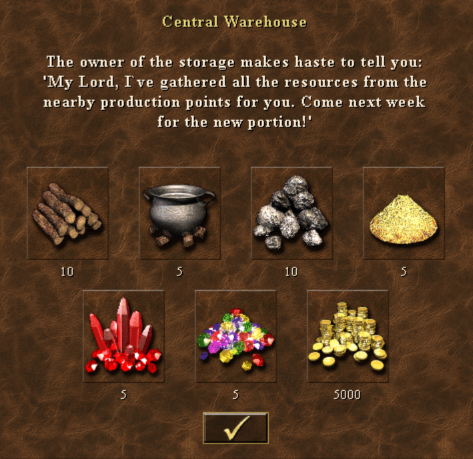 Central Warehouse
The owner of the storage makes haste to tell you:
'My Lord, I`ve gathered all the resources from the
nearby production points for you. Come next week
for the new portion!'
10 5 10 5
5 5 5000